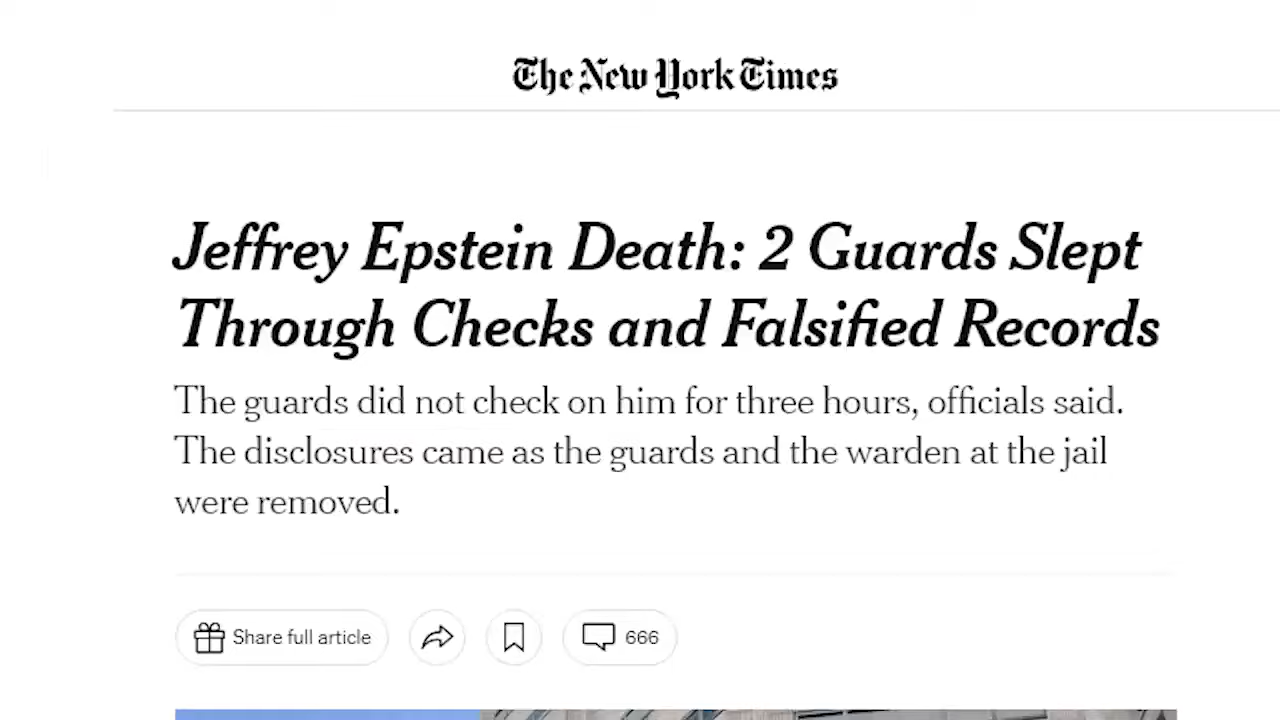 The New York Times
Jeffrey Epstein Death: 2 Guards Slept
Through Checks and Falsified Records
The guards did not check on him for three hours, officials said.
The disclosures came as the guards and the warden at the jail
were removed.
Share full article
666